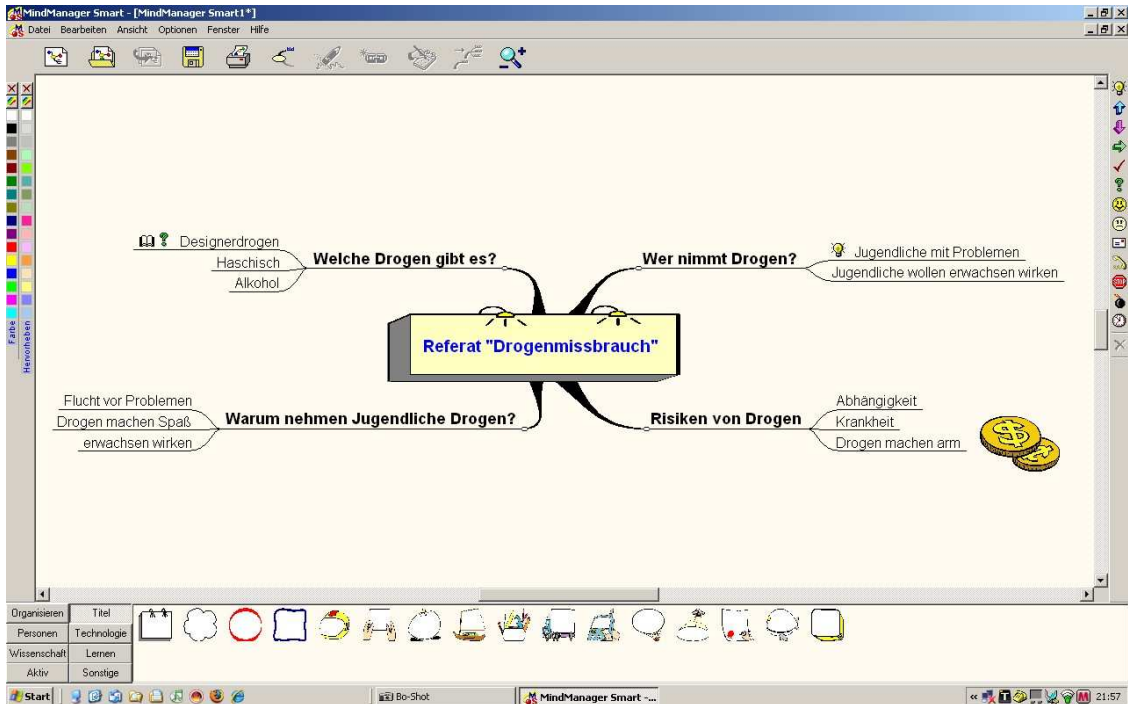 MindManager Smart - [MindManager Smart1*]
Datei Bearbeiten Ansicht Optionen Fenster Hilfe
Designerdrogen
Haschisch
Alkohol
Welche Drogen gibt es?
Wer nimmt Drogen?
Jugendliche mit Problemen
Jugendliche wollen erwachsen wirken
Referat "Drogenmissbrauch"
Flucht vor Problemen
Drogen machen Spaß
erwachsen wirken
Warum nehmen Jugendliche Drogen?
Risiken von Drogen
Abhängigkeit
Krankheit
Drogen machen arm
Farbe
Hervorheben
Organisieren Titel
Personen Technologie
Wissenschaft Lernen
Aktiv Sonstige
Start Bo-Shot MindManager Smart -... 21:57